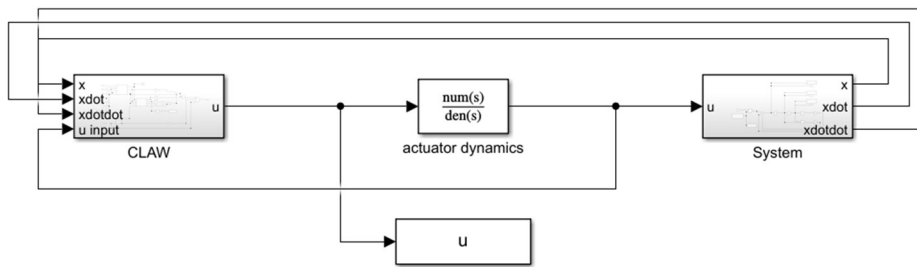 x
xdot
xdotdot
u input
u
CLAW
num(s)
den(s)
actuator dynamics
u
x
xdot
xdotdot
System
u